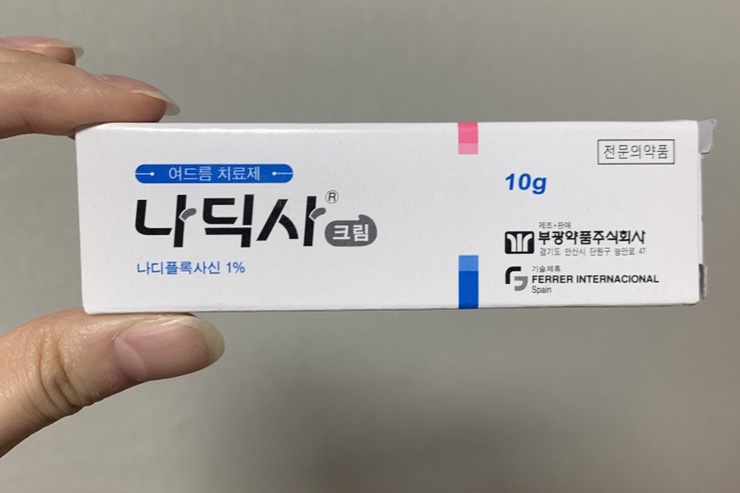 여드름 치료제
나딕사® 크림
나디플록사신 1%
10g
전문의약품
제조·판매
부광약품주식회사
경기도 안산시 단원구 능안로 47
기술제휴
FERRER INTERNACIONAL
Spain